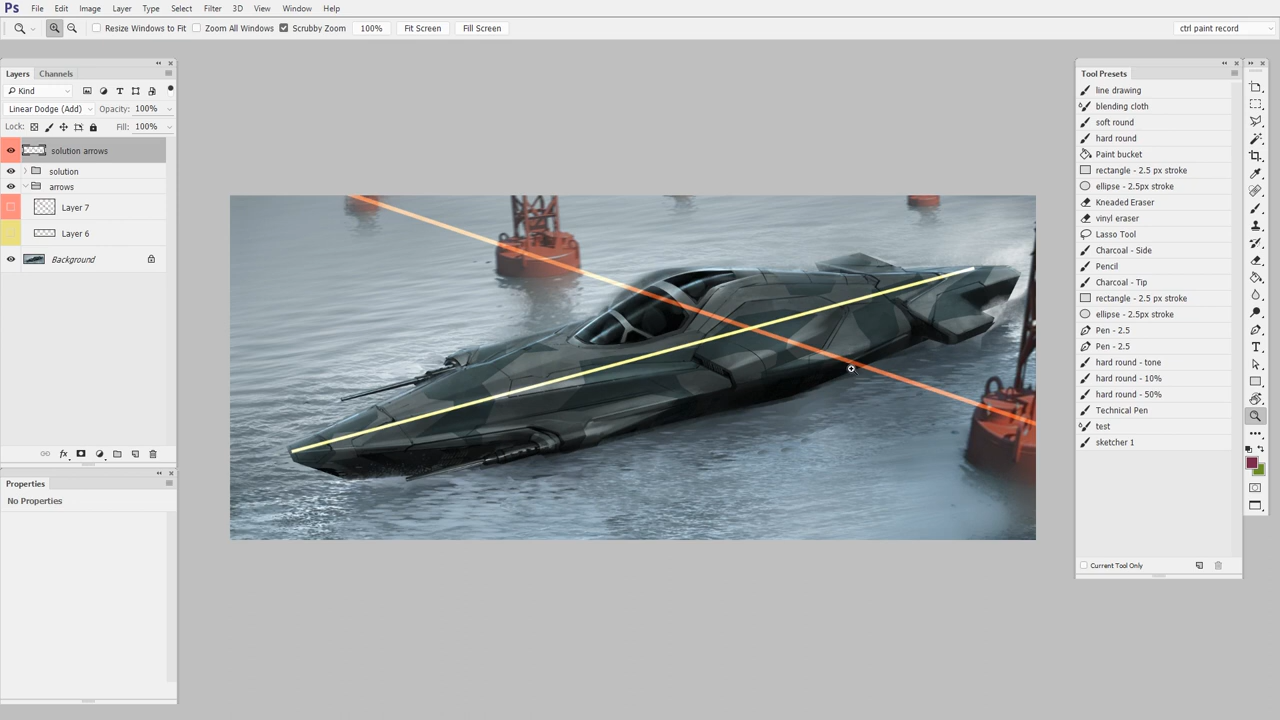 Ps File Edit Image Layer Type Select Filter 3D View Window Help
Resize Windows to Fit Zoom All Windows Scrubby Zoom 100% Fit Screen Fill Screen ctrl paint record
Layers Channels
Kind
Linear Dodge (Add) Opacity: 100%
Lock: Fill: 100%
solution arrows
solution
arrows
Layer 7
Layer 6
Background
fx
Properties
No Properties
Tool Presets
line drawing
blending cloth
soft round
hard round
Paint bucket
rectangle - 2.5 px stroke
ellipse - 2.5px stroke
Kneaded Eraser
vinyl eraser
Lasso Tool
Charcoal - Side
Pencil
Charcoal - Tip
rectangle - 2.5 px stroke
ellipse - 2.5px stroke
Pen - 2.5
Pen - 2.5
hard round - tone
hard round - 10%
hard round - 50%
Technical Pen
test
sketcher 1
Current Tool Only